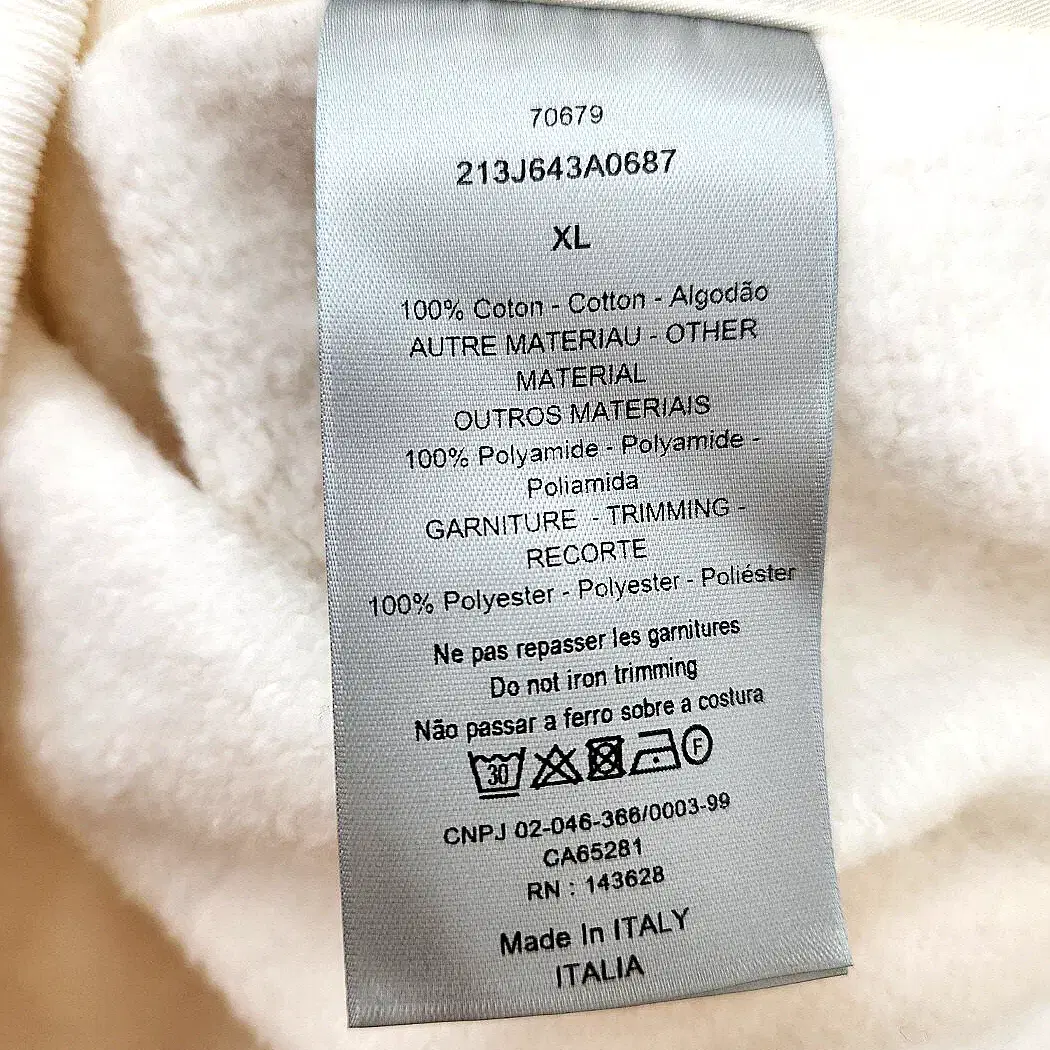 70679
213J643A0687
XL
100% Coton - Cotton - Algodão
AUTRE MATERIAU - OTHER
MATERIAL
OUTROS MATERIAIS
100% Polyamide - Polyamide -
Poliamida
GARNITURE - TRIMMING -
RECORTE
100% Polyester - Polyester - Poliéster
Ne pas repasser les garnitures
Do not iron trimming
Não passar a ferro sobre a costura
30 F
CNPJ 02-046-366/0003-99
CA65281
RN : 143628
Made In ITALY
ITALIA